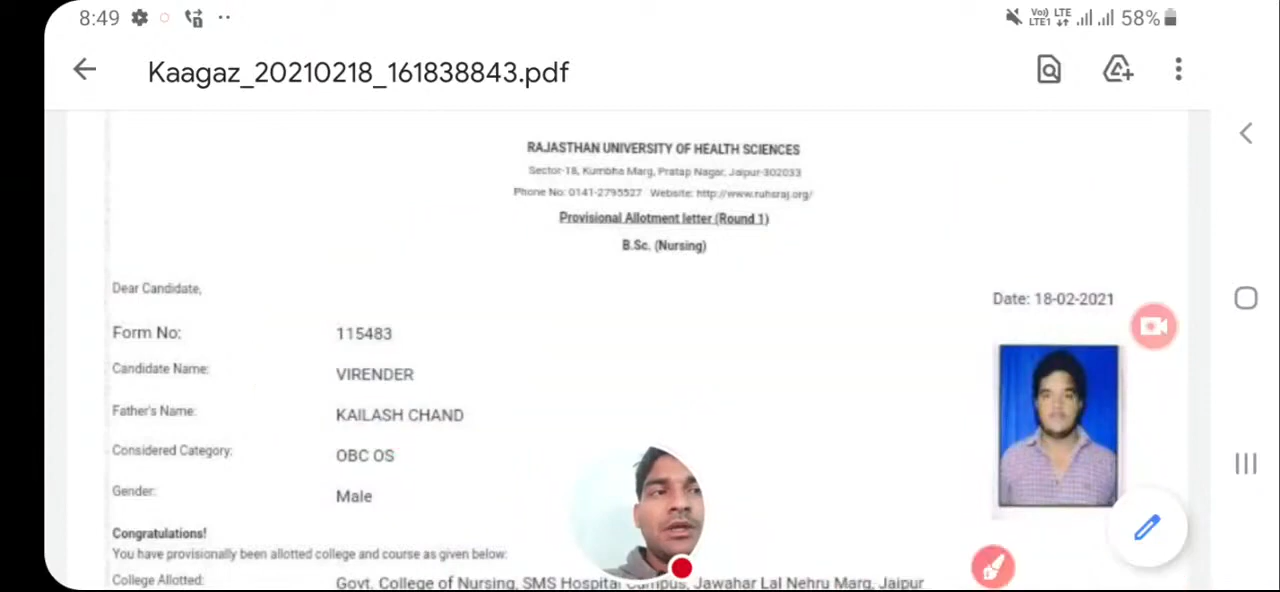 8:49
Vo) LTE 58%
LTE1
Kaagaz_20210218_161838843.pdf
RAJASTHAN UNIVERSITY OF HEALTH SCIENCES
Sector-18, Kumbha Marg, Pratap Nagar, Jaipur-302033
Phone No: 0141-2795527 Website: http://www.ruhsraj.org/
Provisional Allotment letter (Round 1)
B.Sc. (Nursing)
Dear Candidate,
Date: 18-02-2021
Form No: 115483
Candidate Name: VIRENDER
Father's Name: KAILASH CHAND
Considered Category: OBC OS
Gender: Male
Congratulations!
You have provisionally been allotted college and course as given below:
College Allotted: Govt. College of Nursing, SMS Hospital Campus, Jawahar Lal Nehru Marg, Jaipur